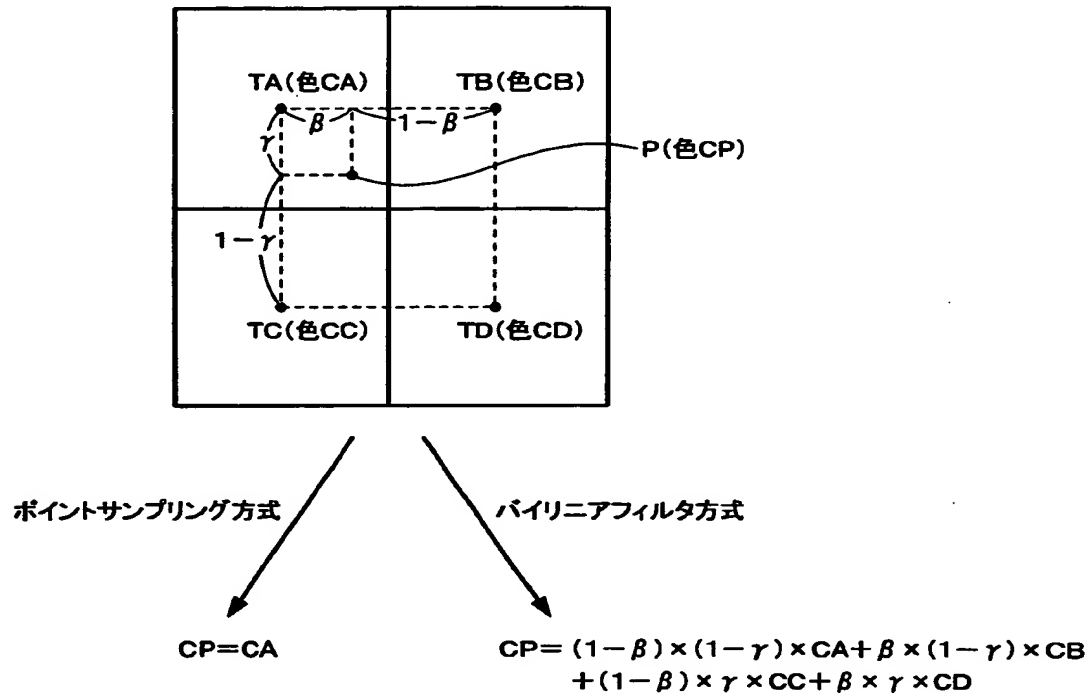 TA(色CA)
TB(色CB)
β
1-β
γ
P(色CP)
1-γ
TC(色CC)
TD(色CD)
ポイントサンプリング方式
バイリニアフィルタ方式
CP=CA
CP=(1-β)×(1-γ)×CA+β×(1-γ)×CB
+(1-β)×γ×CC+β×γ×CD